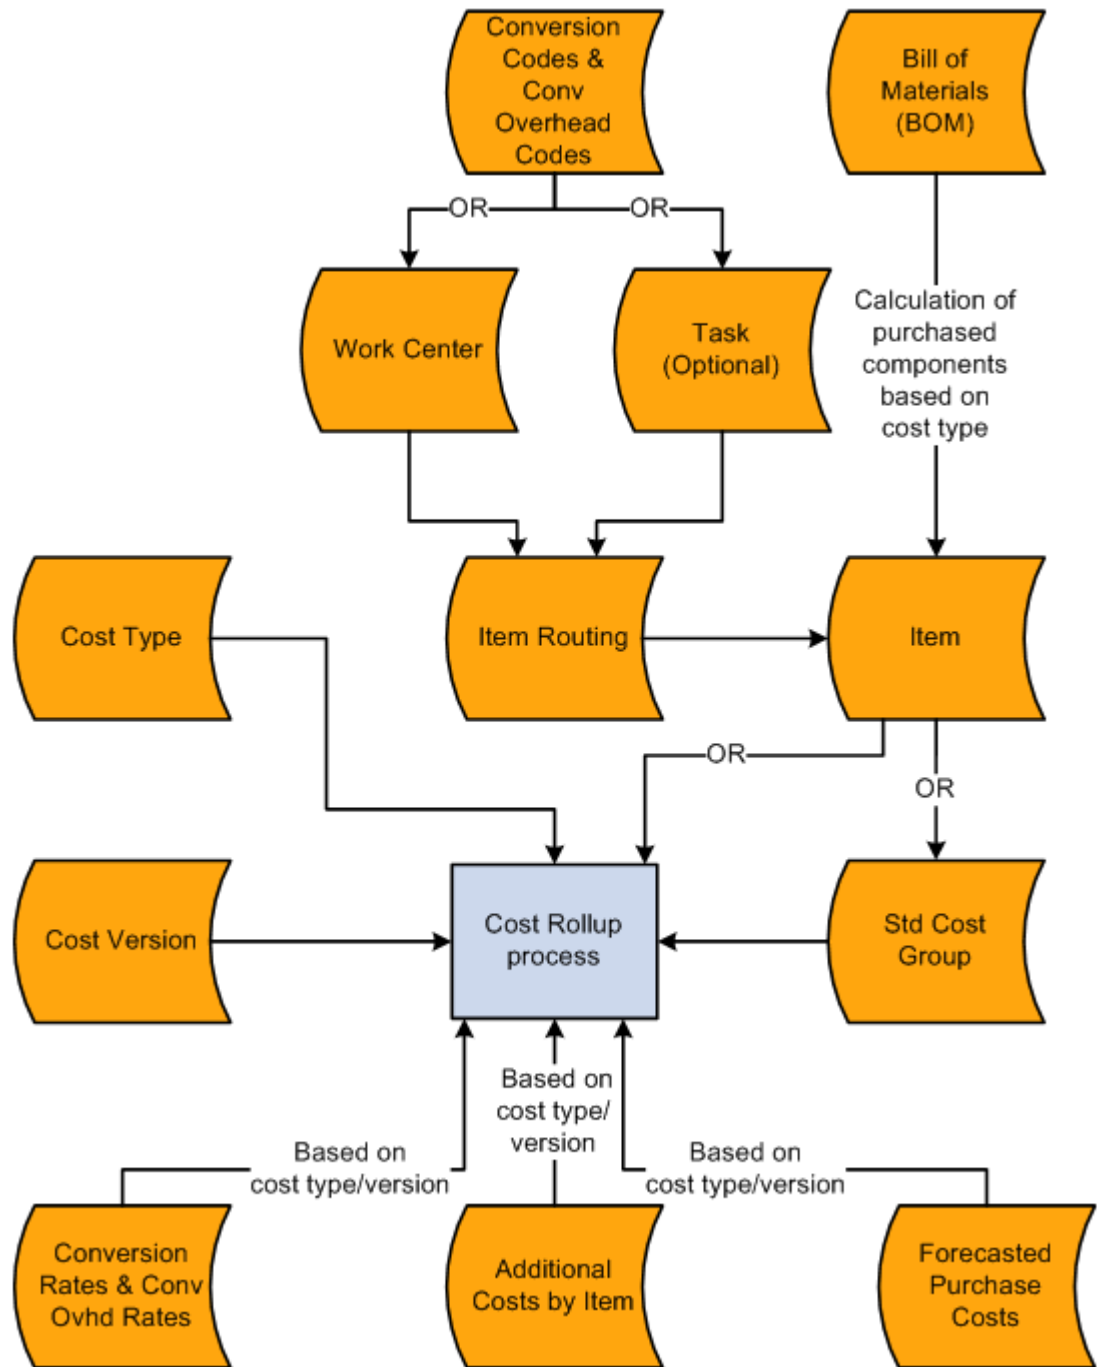 Conversion
Codes &
Conv
Overhead
Codes
Bill of
Materials
(BOM)
OR
OR
Work Center
Task
(Optional)
Calculation of
purchased
components
based on
cost type
Cost Type
Item Routing
Item
OR
OR
Cost Version
Cost Rollup
process
Std Cost
Group
Based on
cost type/
version
Based on
cost type/version
Based on
cost type/version
Conversion
Rates & Conv
Ovhd Rates
Additional
Costs by Item
Forecasted
Purchase
Costs